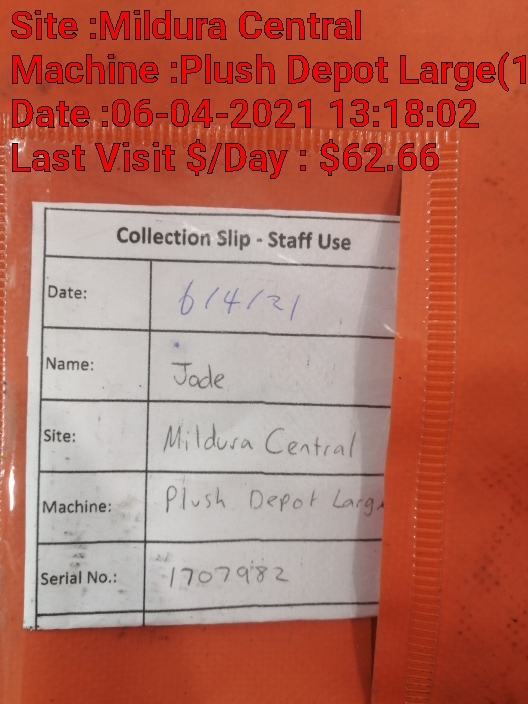 Site :Mildura Central
Machine :Plush Depot Large(1
Date :06-04-2021 13:18:02
Last Visit $/Day : $62.66
Collection Slip - Staff Use
Date: 6/4/21
Name: Jade
Site: Mildura Central
Machine: Plush Depot Large
Serial No.: 1707982